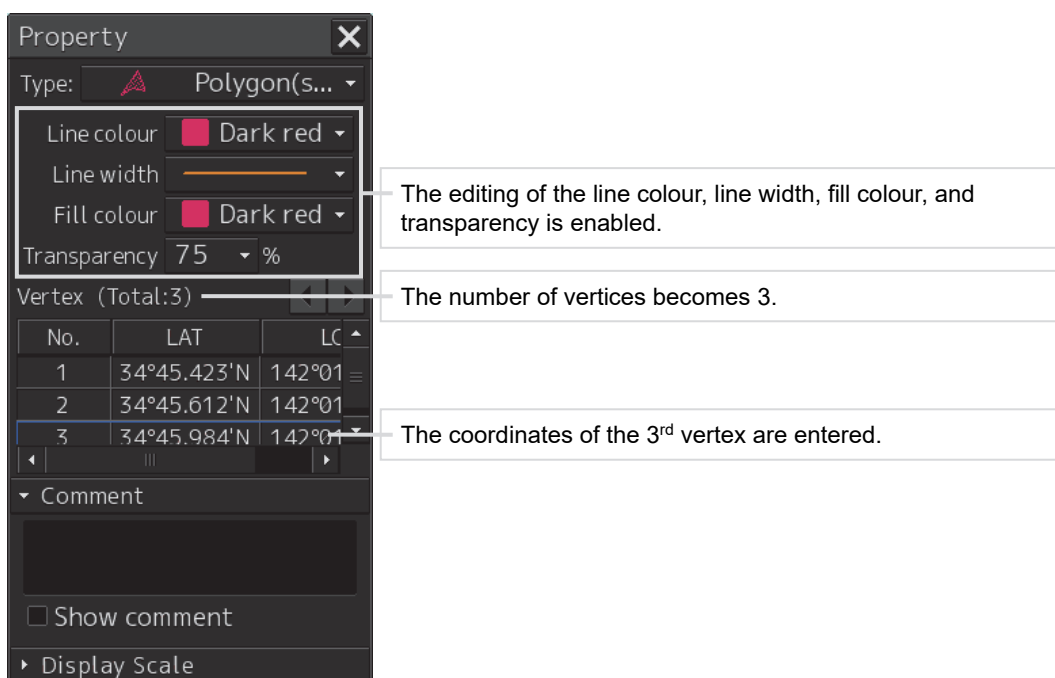 Property
Type: Polygon(s...
Line colour Dark red
Line width
Fill colour Dark red
Transparency 75 %
The editing of the line colour, line width, fill colour, and
transparency is enabled.
Vertex (Total:3)
The number of vertices becomes 3.
No. LAT
1 34°45.423'N 142°01
2 34°45.612'N 142°01
3 34°45.984'N 142°01
The coordinates of the 3rd vertex are entered.
Comment
Show comment
Display Scale